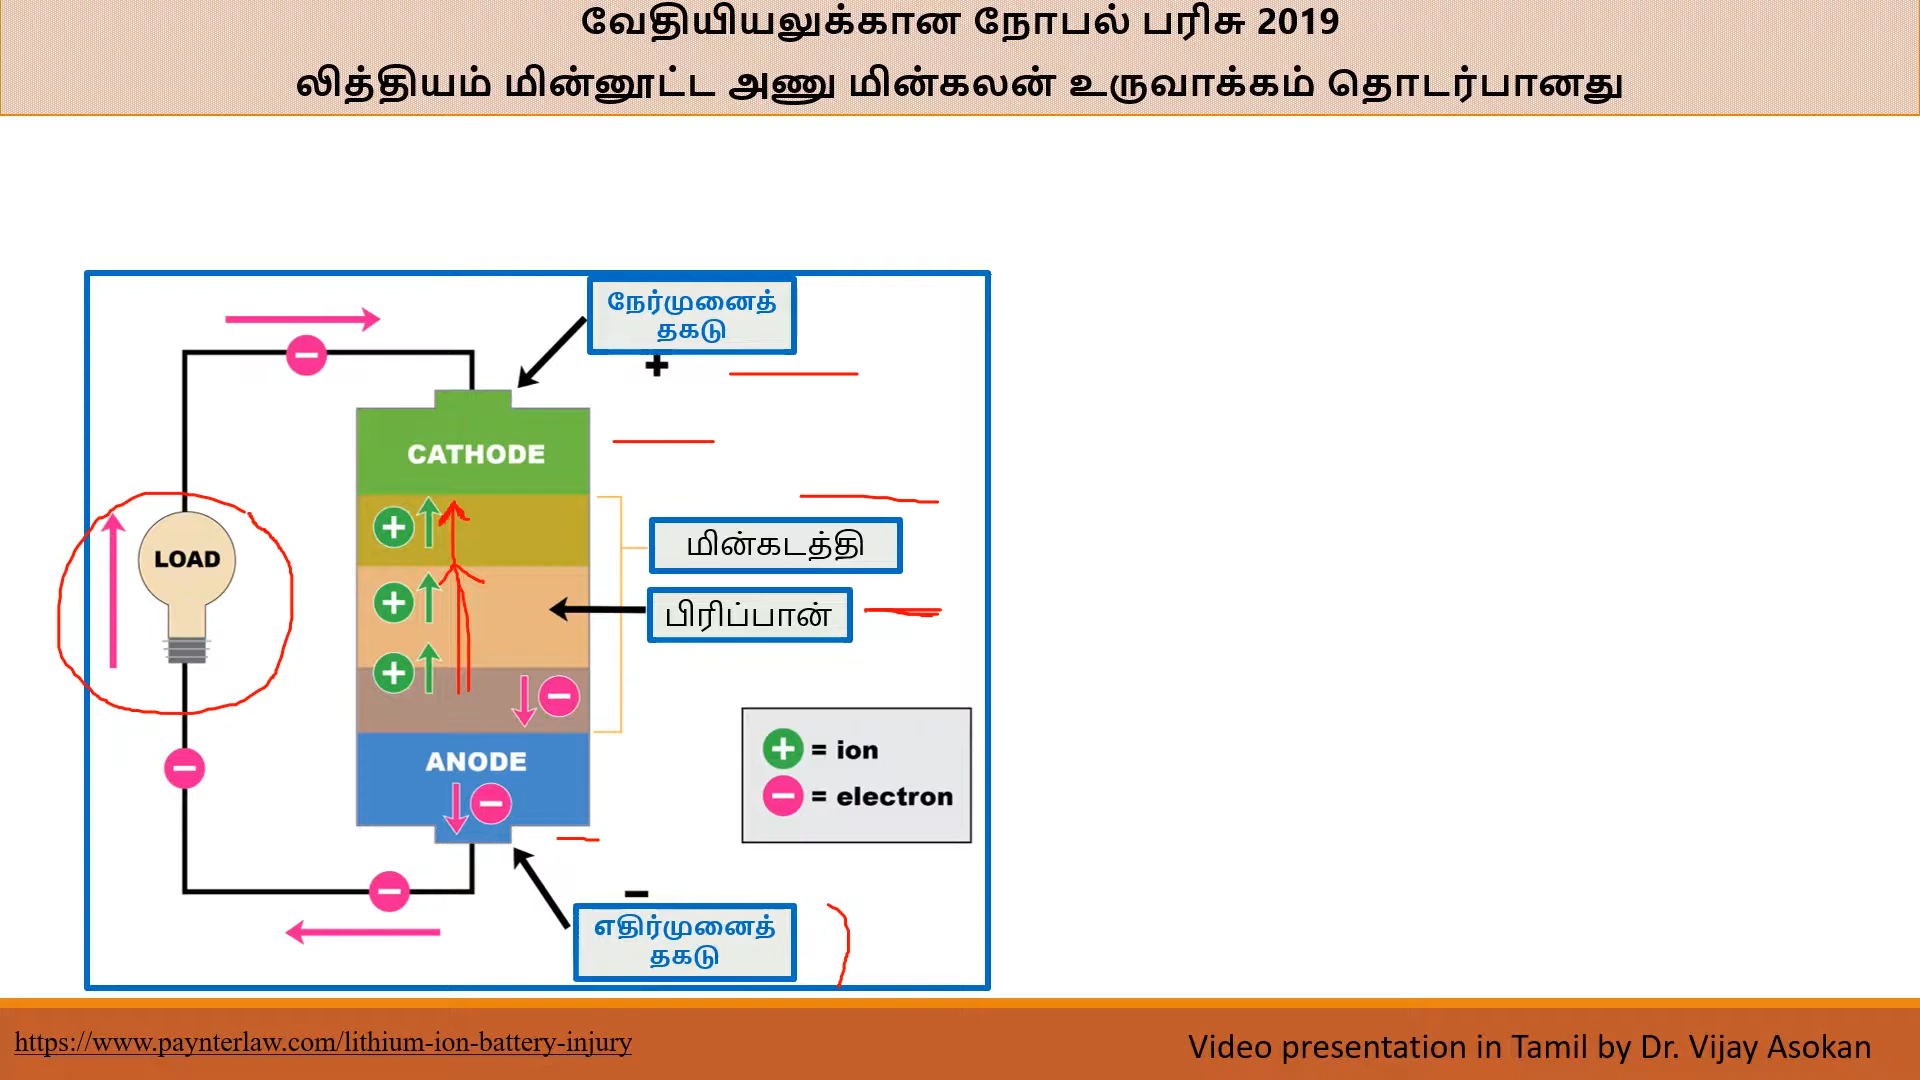 வேதியியலுக்கான நோபல் பரிசு 2019
லித்தியம் மின்னூட்ட அணு மின்கலன் உருவாக்கம் தொடர்பானது
நேர்முனைத்
தகடு
+
CATHODE
+
LOAD
மின்கடத்தி
+
பிரிப்பான்
+
ANODE
+ = ion
− = electron
−
எதிர்முனைத்
தகடு
https://www.paynterlaw.com/lithium-ion-battery-injury
Video presentation in Tamil by Dr. Vijay Asokan